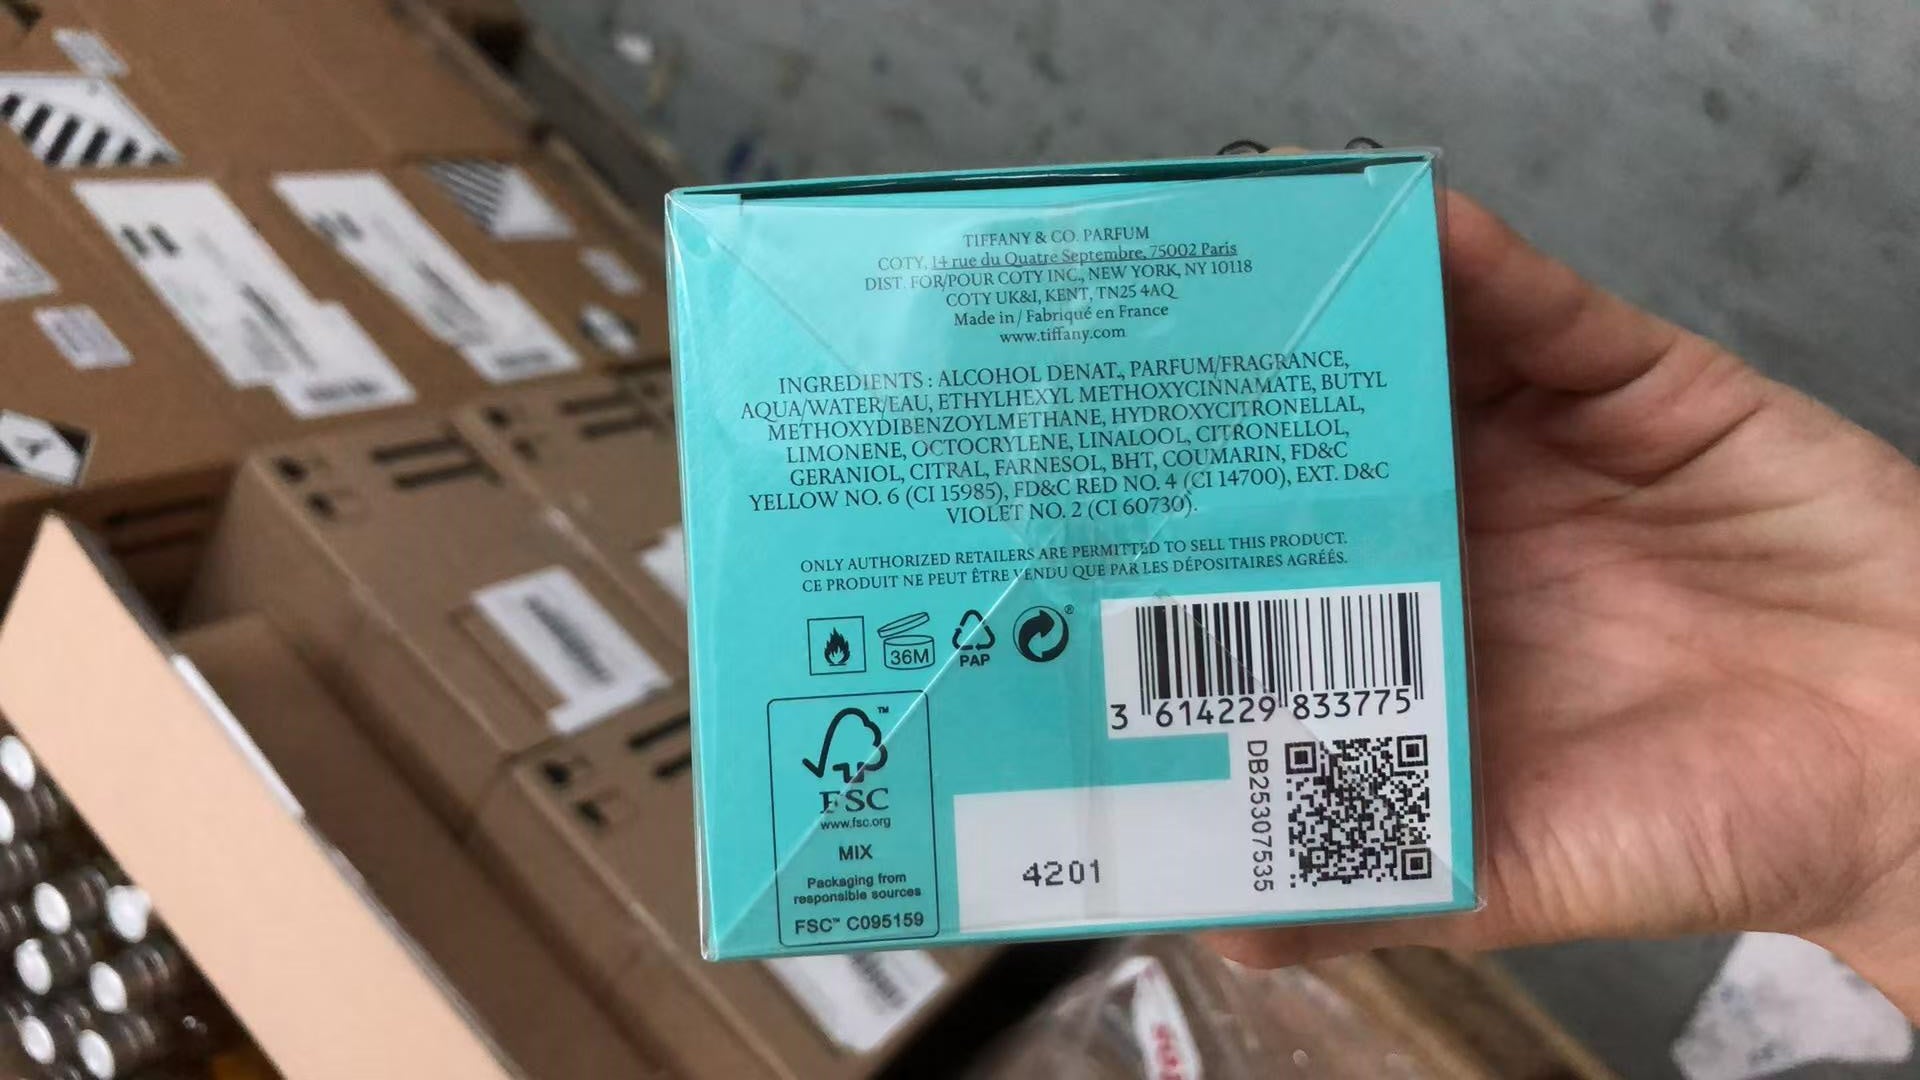 TIFFANY & CO. PARFUM
COTY, 14 rue du Quatre Septembre, 75002 Paris
DIST. FOR/POUR COTY INC., NEW YORK, NY 10118
COTY UK&I, KENT, TN25 4AQ
Made in / Fabriqué en France
www.tiffany.com
INGREDIENTS : ALCOHOL DENAT., PARFUM/FRAGRANCE,
AQUA/WATER/EAU, ETHYLHEXYL METHOXYCINNAMATE, BUTYL
METHOXYDIBENZOYLMETHANE, HYDROXYCITRONELLAL,
LIMONENE, OCTOCRYLENE, LINALOOL, CITRONELLOL,
GERANIOL, CITRAL, FARNESOL, BHT, COUMARIN, FD&C
YELLOW NO. 6 (CI 15985), FD&C RED NO. 4 (CI 14700), EXT. D&C
VIOLET NO. 2 (CI 60730).
ONLY AUTHORIZED RETAILERS ARE PERMITTED TO SELL THIS PRODUCT.
CE PRODUIT NE PEUT ÊTRE VENDU QUE PAR LES DÉPOSITAIRES AGRÉÉS.
36M
PAP
®
3 614229 833775
DB25307535
™
FSC
www.fsc.org
MIX
Packaging from
responsible sources
FSC™ C095159
4201